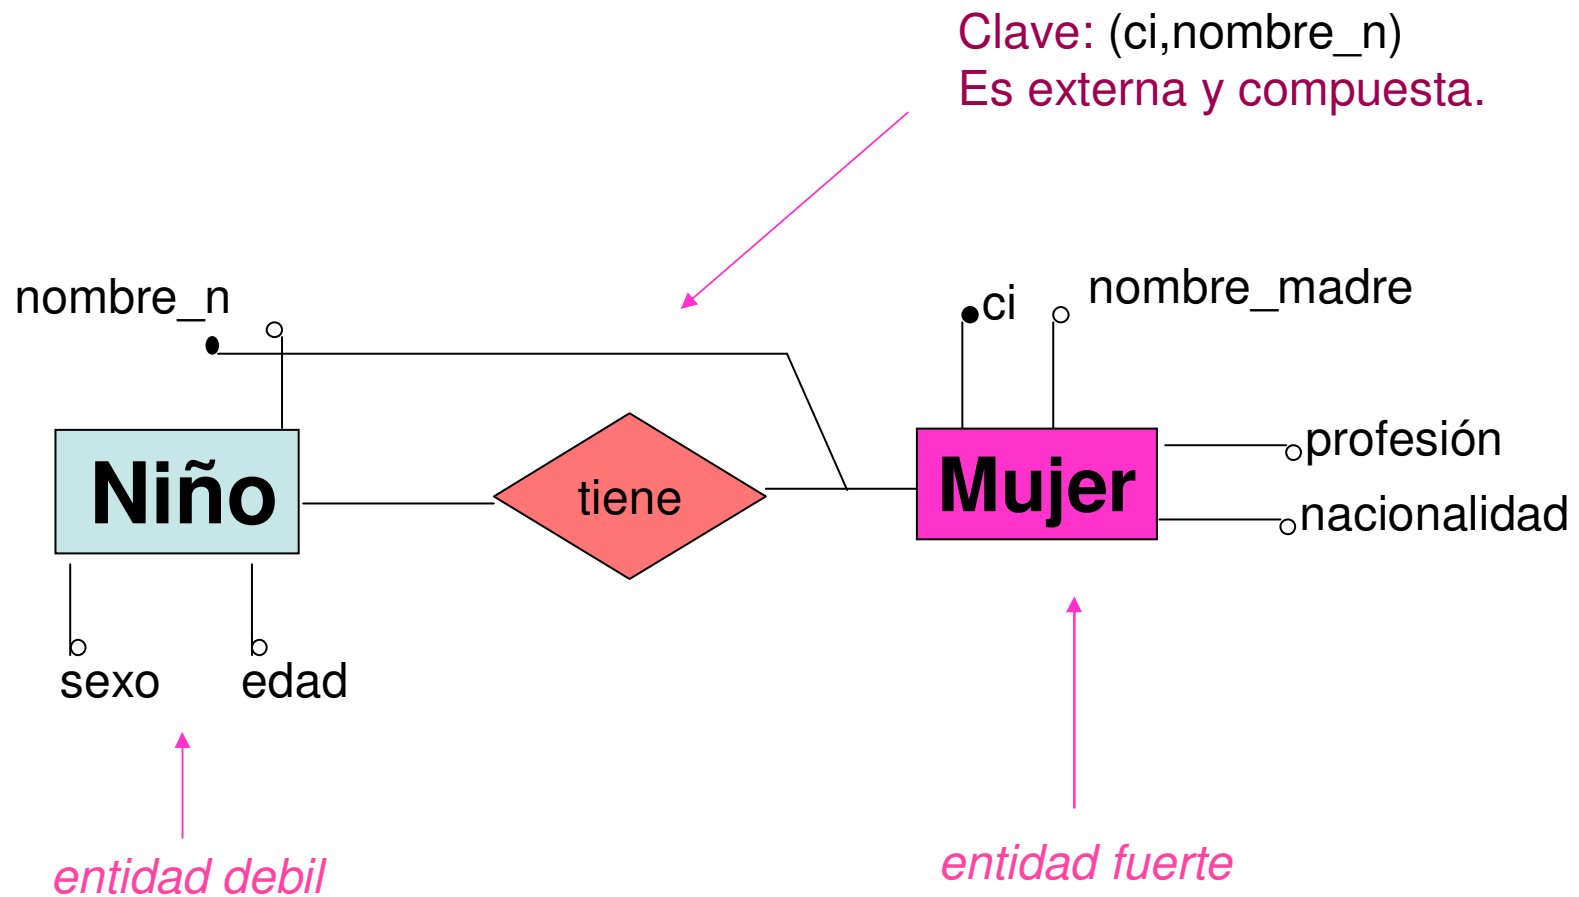 Clave: (ci,nombre_n)
Es externa y compuesta.
nombre_n
ci
nombre_madre
profesión
Niño
tiene
Mujer
nacionalidad
sexo
edad
entidad debil
entidad fuerte